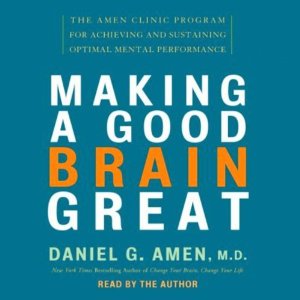 THE AMEN CLINIC PROGRAM
FOR ACHIEVING AND SUSTAINING
OPTIMAL MENTAL PERFORMANCE
MAKING
A GOOD
BRAIN
GREAT
DANIEL G. AMEN, M.D.
New York Times Bestselling Author of Change Your Brain, Change Your Life
READ BY THE AUTHOR